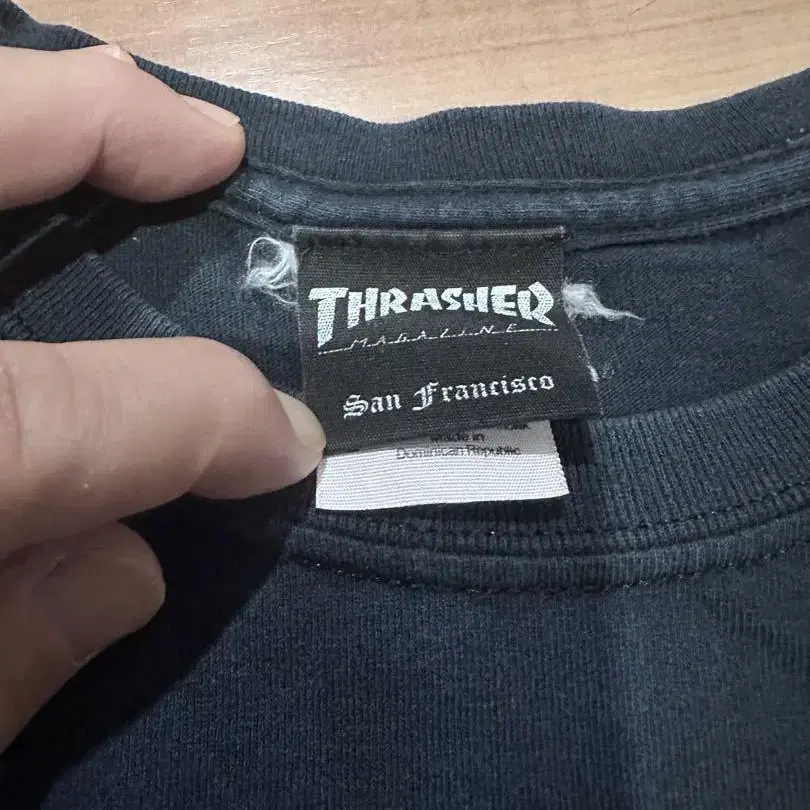 THRASHER
MAGAZINE
San Francisco
Made in
Dominican Republic